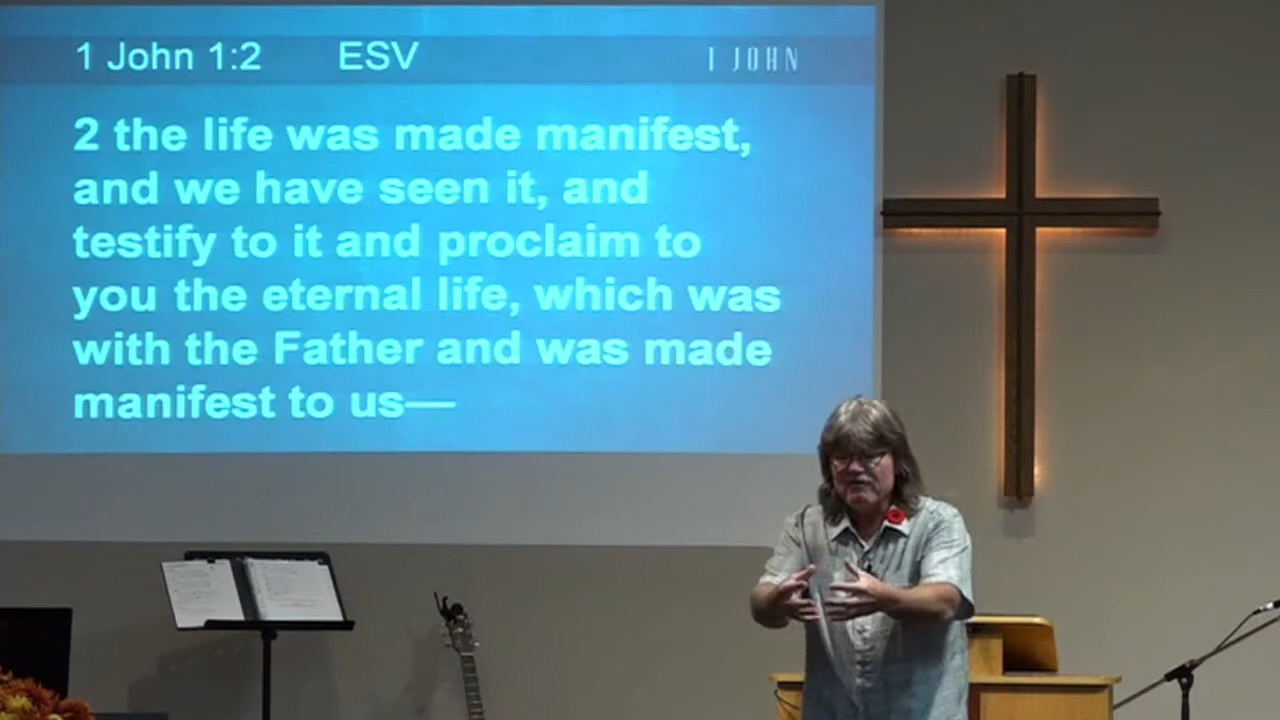 1 John 1:2 ESV 1 JOHN
2 the life was made manifest,
and we have seen it, and
testify to it and proclaim to
you the eternal life, which was
with the Father and was made
manifest to us—